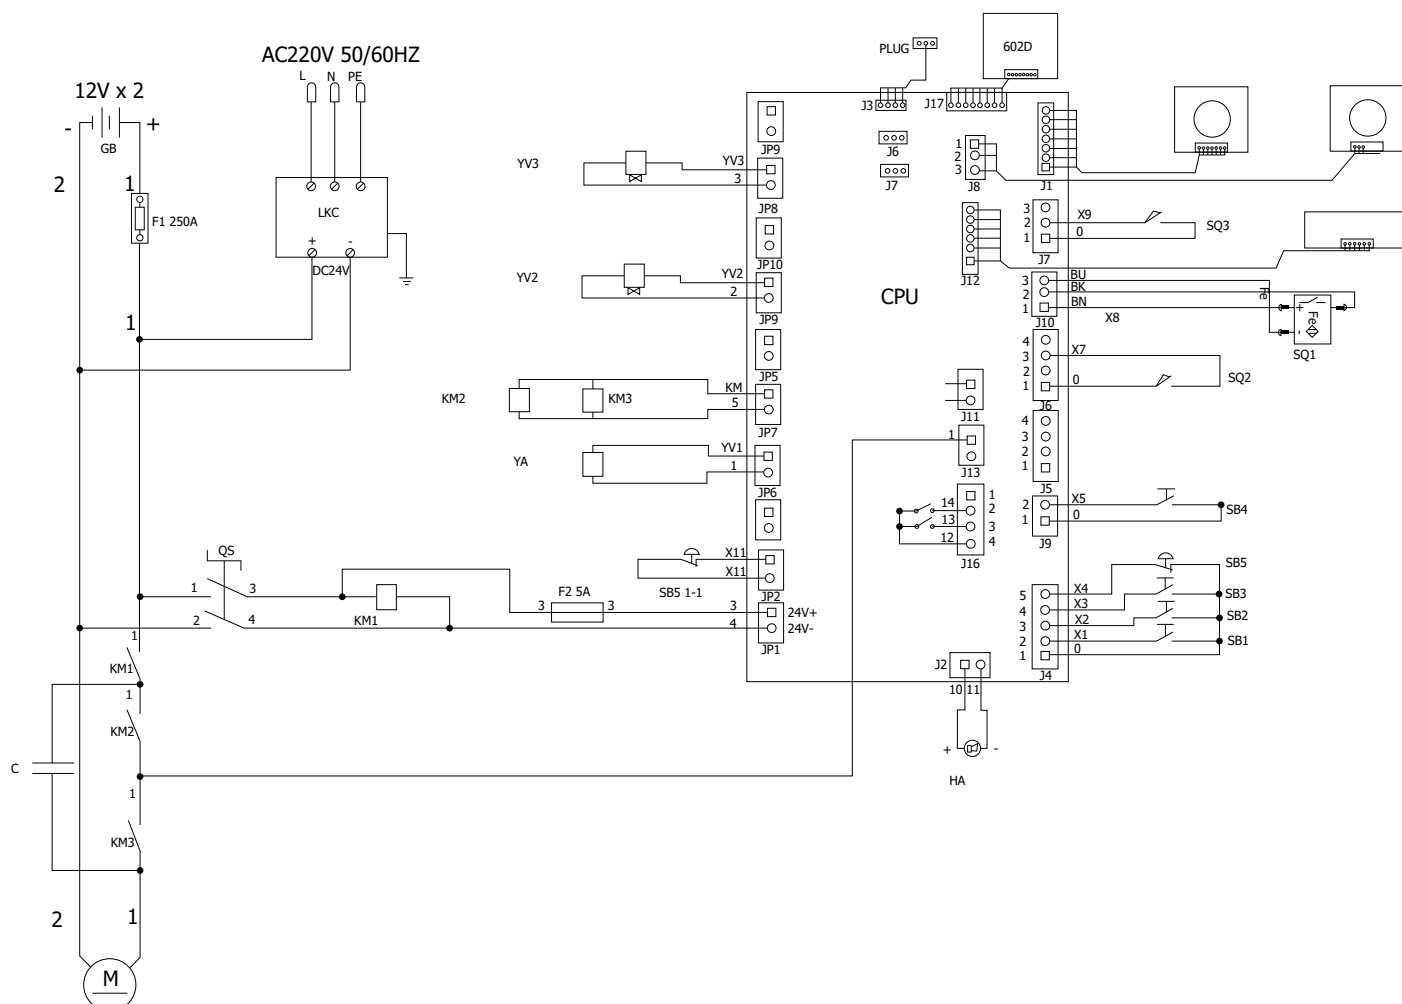 AC220V 50/60HZ
L N PE
12V x 2
- +
GB
2 1
F1 250A
LKC
+ -
DC24V
1
PLUG
602D
J3
J17
JP9
J6
J7
1
2
3
J8
J1
YV3
YV3
3
JP8
3
2
1
J7
X9
0
SQ3
JP10
J12
YV2
YV2
2
JP9
CPU
3
2
1
J10
BU
BK
BN
X8
Fe
+
-
Fe
SQ1
JP5
4
3
2
1
J6
X7
0
SQ2
KM2
KM3
KM
5
JP7
J11
4
3
2
1
J5
YA
YV1
1
JP6
1
J13
14
13
12
1
2
3
4
J16
2
1
J9
X5
0
SB4
QS
1 3
2 4
KM1
F2 5A
3 3
SB5 1-1
X11
X11
JP2
3
4
24V+
24V-
JP1
5
4
3
2
1
J4
X4
X3
X2
X1
0
SB5
SB3
SB2
SB1
J2
10 11
+ -
HA
1
KM1
1
KM2
C
1
KM3
2 1
M